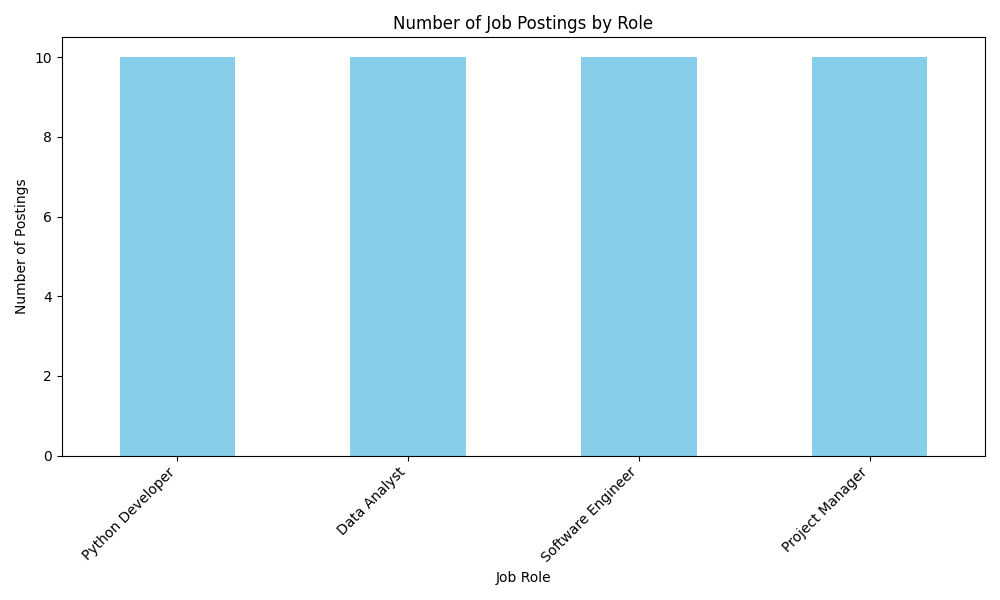 Number of Job Postings by Role
Number of Postings
10
8
6
4
2
0
Python Developer
Data Analyst
Software Engineer
Project Manager
Job Role